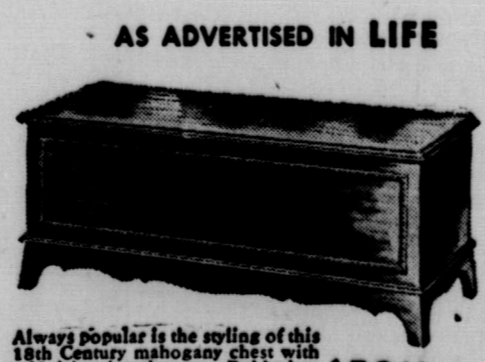 AS ADVERTISED IN LIFE
Always popular is the styling of this
18th Century mahogany chest with